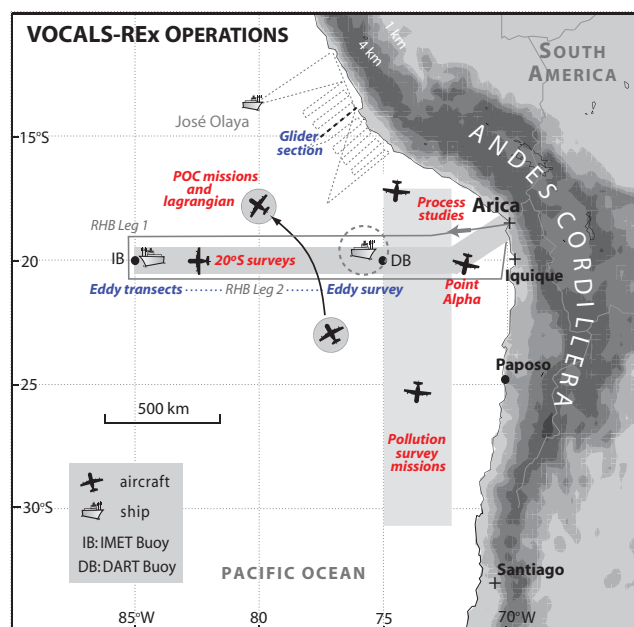 VOCALS-REX OPERATIONS
1 km
4 km
SOUTH
AMERICA
José Olaya
15°S
Glider
section
ANDES CORDILLERA
POC missions
and
lagrangian
Process
studies
Arica
RHB Leg 1
IB
20°S surveys
DB
20
Iquique
Eddy transects
RHB Leg 2
Eddy survey
Point
Alpha
Paposo
25
500 km
Pollution
survey
missions
aircraft
ship
IB: IMET Buoy
DB: DART Buoy
30°S
PACIFIC OCEAN
Santiago
85°W
80
75
70°W